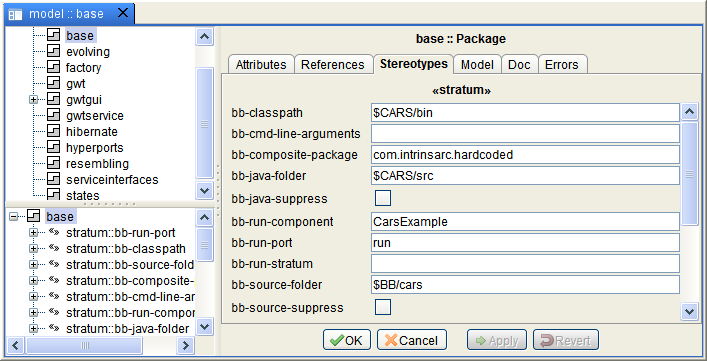 model :: base
base
evolving
factory
gwt
gwtgui
gwtservice
hibernate
hyperports
resembling
serviceinterfaces
states
base
stratum::bb-run-port
stratum::bb-classpath
stratum::bb-source-fold
stratum::bb-composite-
stratum::bb-cmd-line-ar
stratum::bb-run-compor
stratum::bb-java-folder
base :: Package
Attributes References Stereotypes Model Doc Errors
«stratum»
bb-classpath $CARS/bin
bb-cmd-line-arguments
bb-composite-package com.intrinsarc.hardcoded
bb-java-folder $CARS/src
bb-java-suppress
bb-run-component CarsExample
bb-run-port run
bb-run-stratum
bb-source-folder $BB/cars
bb-source-suppress
OK Cancel Apply Revert